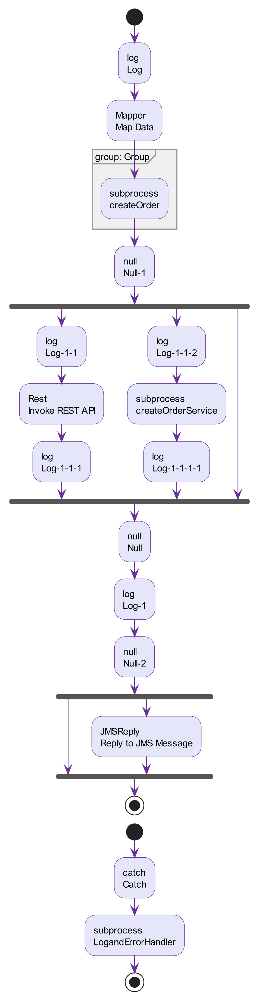 log
Log
Mapper
Map Data
group: Group
subprocess
createOrder
null
Null-1
log
Log-1-1
log
Log-1-1-2
Rest
Invoke REST API
subprocess
createOrderService
log
Log-1-1-1
log
Log-1-1-1-1
null
Null
log
Log-1
null
Null-2
JMSReply
Reply to JMS Message
catch
Catch
subprocess
LogandErrorHandler